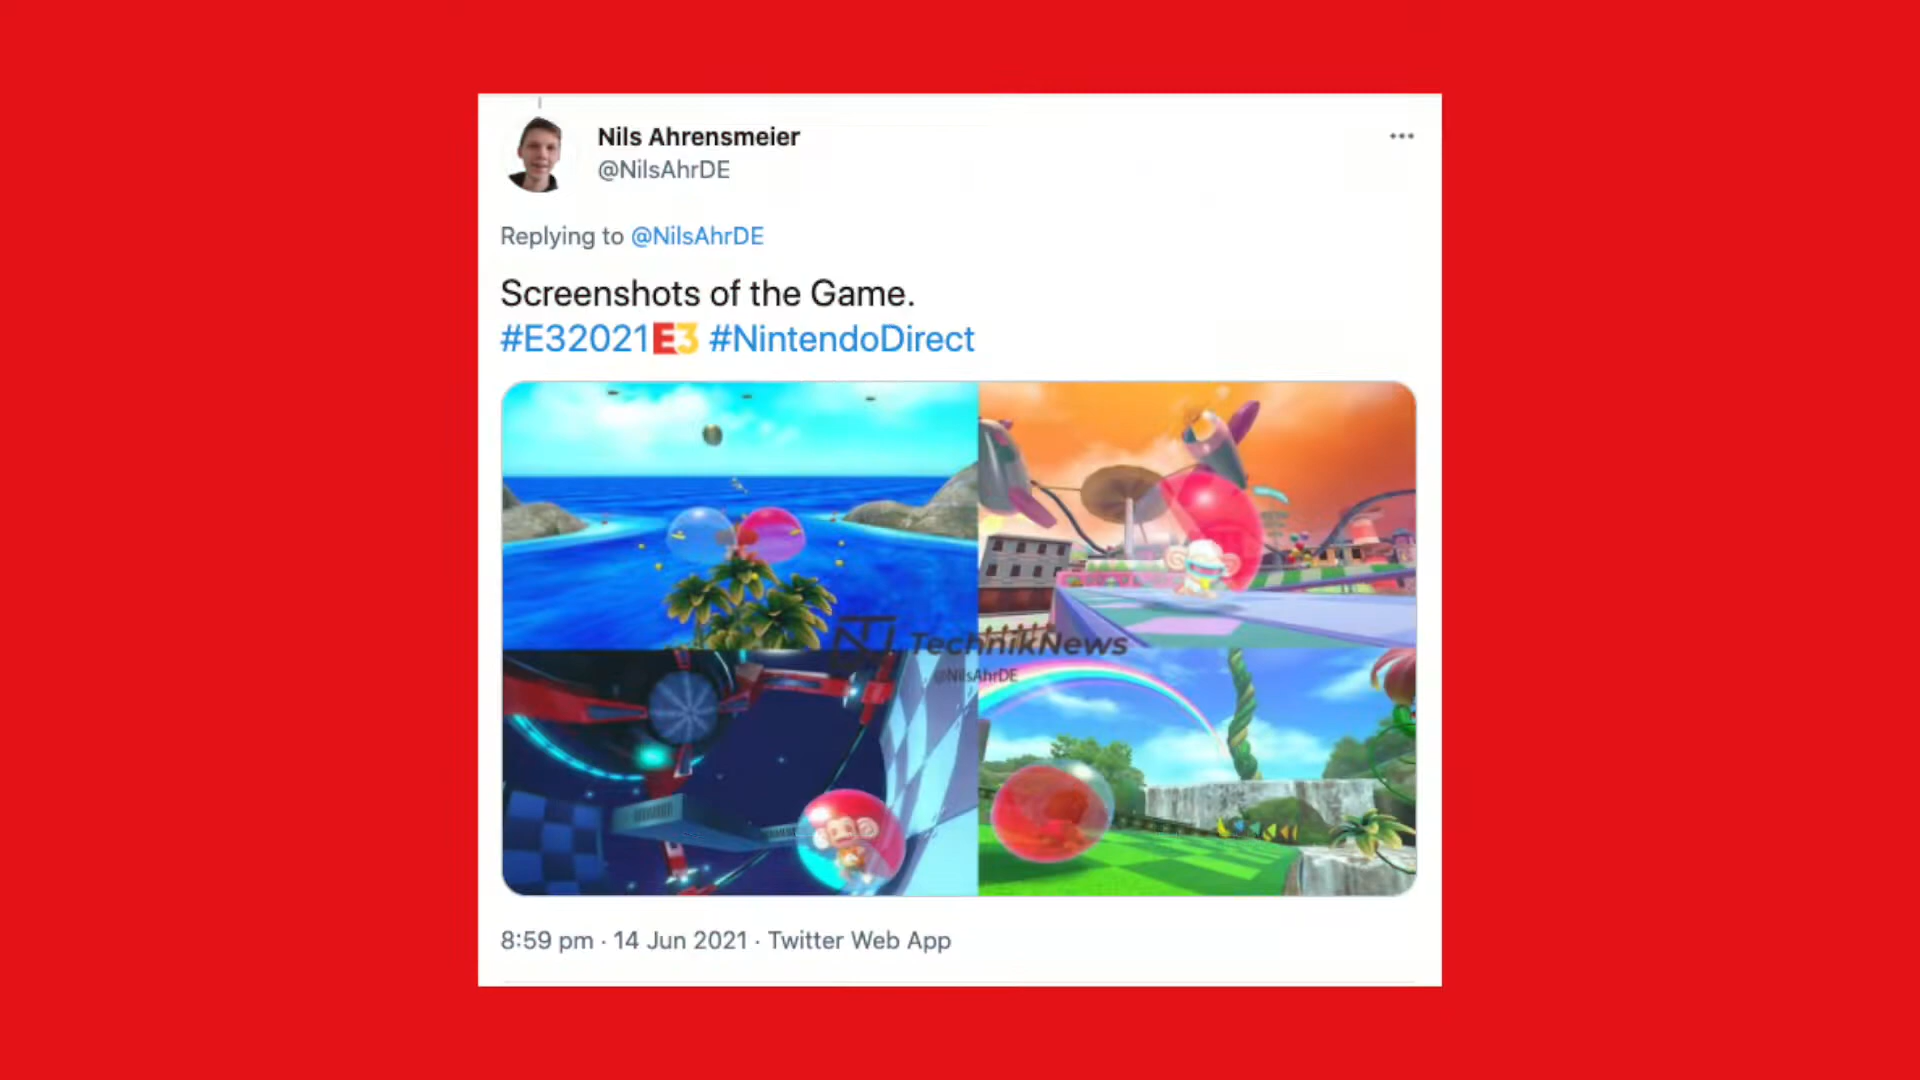 Nils Ahrensmeier
@NilsAhrDE
Replying to @NilsAhrDE
Screenshots of the Game.
#E32021E3 #NintendoDirect
TechnikNews
@NilsAhrDE
8:59 pm · 14 Jun 2021 · Twitter Web App